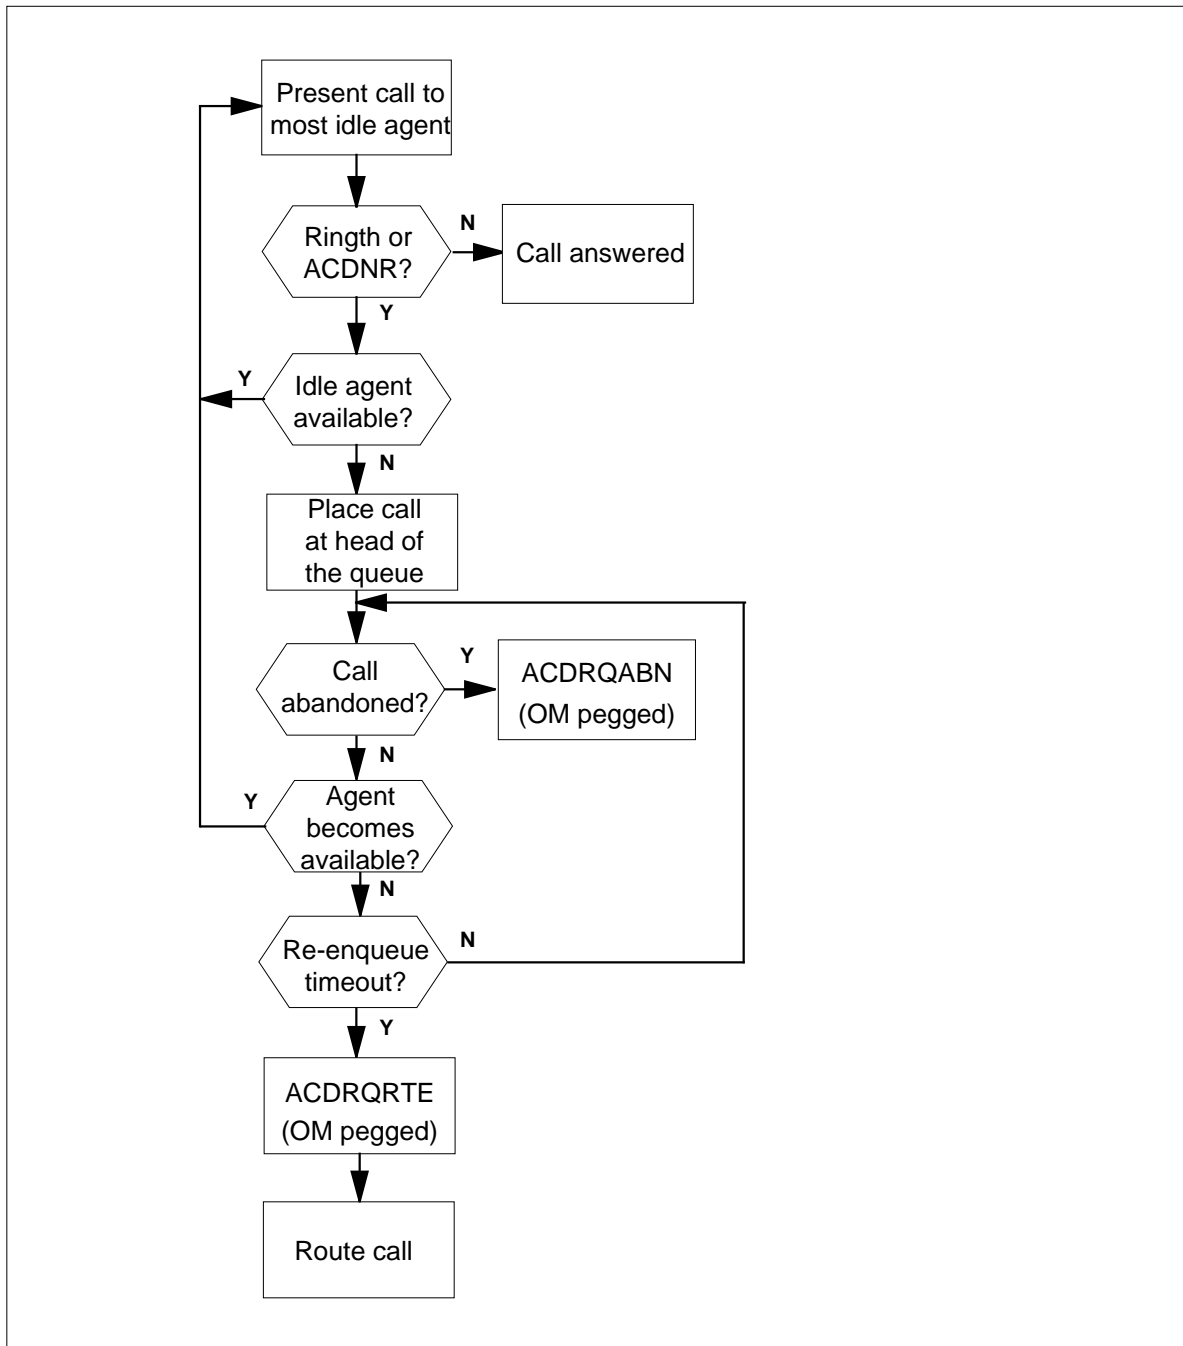 Present call to
most idle agent
Ringth or
ACDNR?
N
Call answered
Y
Idle agent
available?
Y
N
Place call
at head of
the queue
Call
abandoned?
Y
ACDRQABN
(OM pegged)
N
Agent
becomes
available?
Y
N
Re-enqueue
timeout?
N
Y
ACDRQRTE
(OM pegged)
Route call